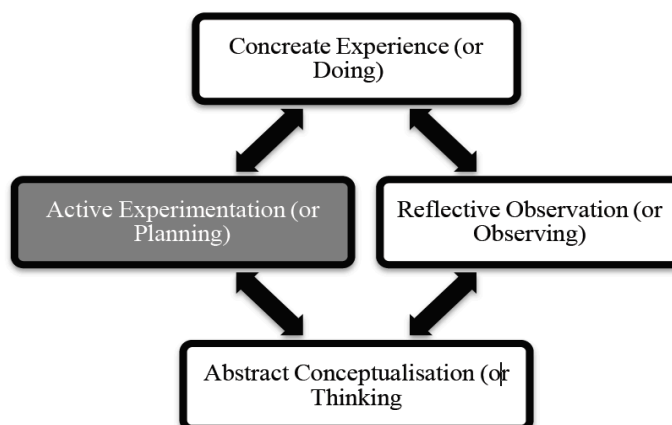 Concreate Experience (or
Doing)
Active Experimentation (or
Planning)
Reflective Observation (or
Observing)
Abstract Conceptualisation (or
Thinking